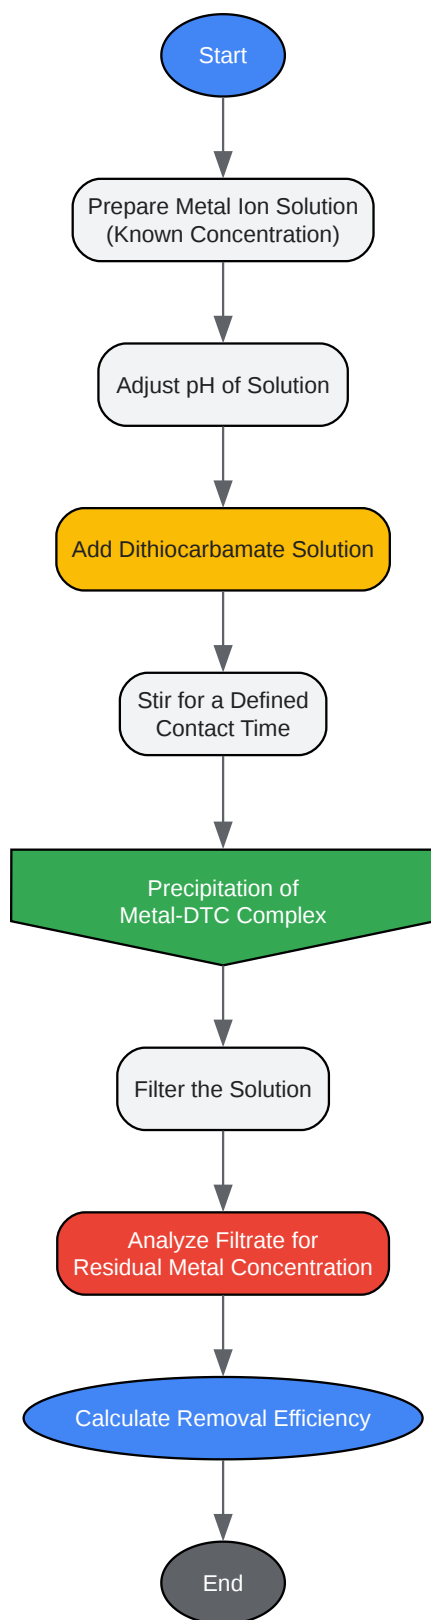 Start
Prepare Metal Ion Solution
(Known Concentration)
Adjust pH of Solution
Add Dithiocarbamate Solution
Stir for a Defined
Contact Time
Precipitation of
Metal-DTC Complex
Filter the Solution
Analyze Filtrate for
Residual Metal Concentration
Calculate Removal Efficiency
End